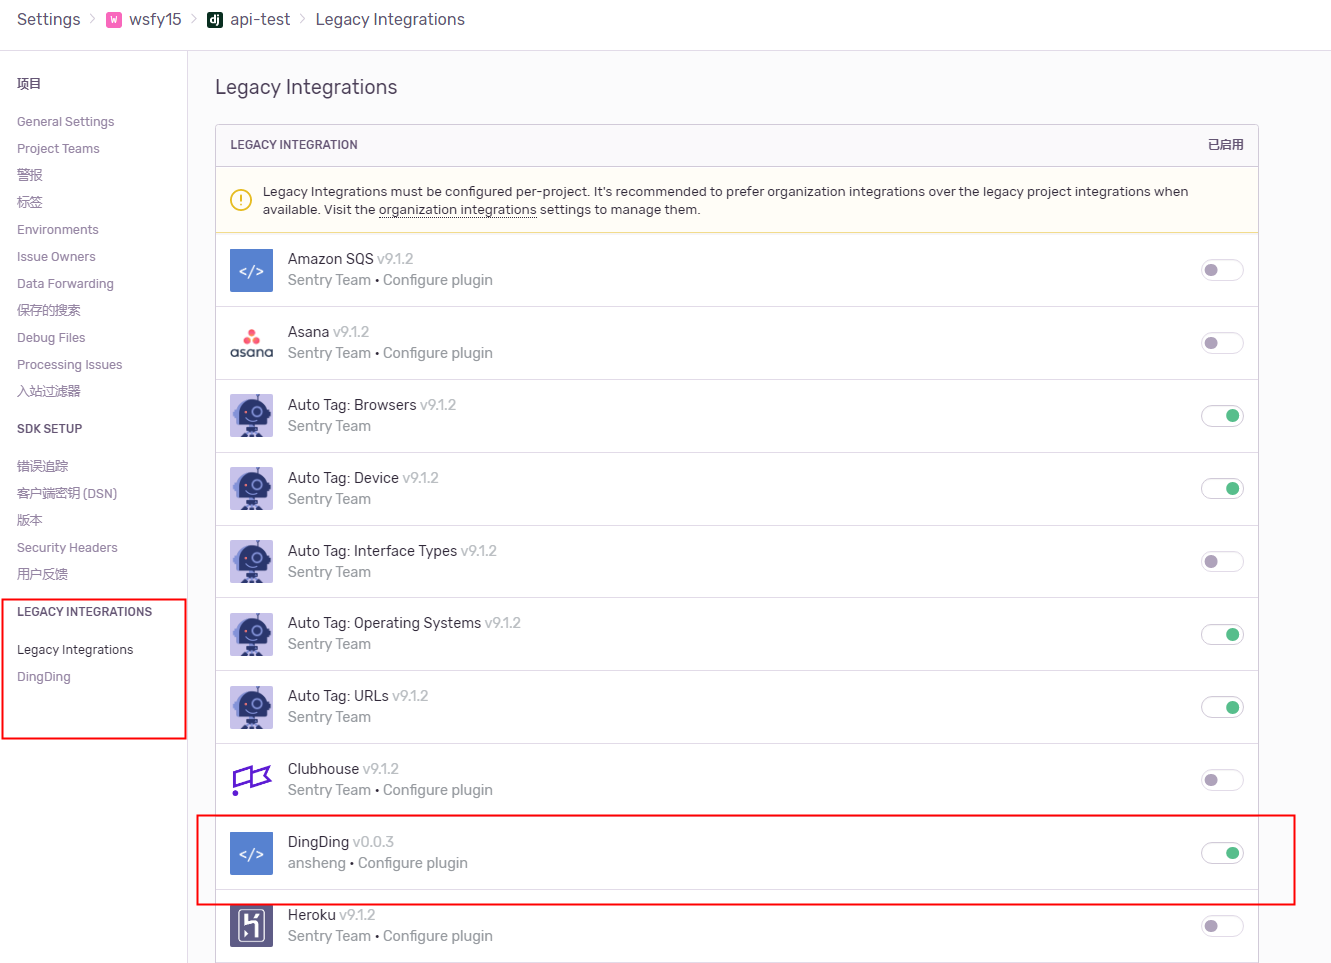 Settings > W wsfy15 > dj api-test > Legacy Integrations
项目
General Settings
Project Teams
警报
标签
Environments
Issue Owners
Data Forwarding
保存的搜索
Debug Files
Processing Issues
入站过滤器
SDK SETUP
错误追踪
客户端密钥 (DSN)
版本
Security Headers
用户反馈
LEGACY INTEGRATIONS
Legacy Integrations
DingDing
Legacy Integrations
LEGACY INTEGRATION 已启用
Legacy Integrations must be configured per-project. It's recommended to prefer organization integrations over the legacy project integrations when
available. Visit the organization integrations settings to manage them.
</> Amazon SQS v9.1.2
Sentry Team • Configure plugin
asana Asana v9.1.2
Sentry Team • Configure plugin
Auto Tag: Browsers v9.1.2
Sentry Team
Auto Tag: Device v9.1.2
Sentry Team
Auto Tag: Interface Types v9.1.2
Sentry Team
Auto Tag: Operating Systems v9.1.2
Sentry Team
Auto Tag: URLs v9.1.2
Sentry Team
Clubhouse v9.1.2
Sentry Team • Configure plugin
</> DingDing v0.0.3
ansheng • Configure plugin
Heroku v9.1.2
Sentry Team • Configure plugin